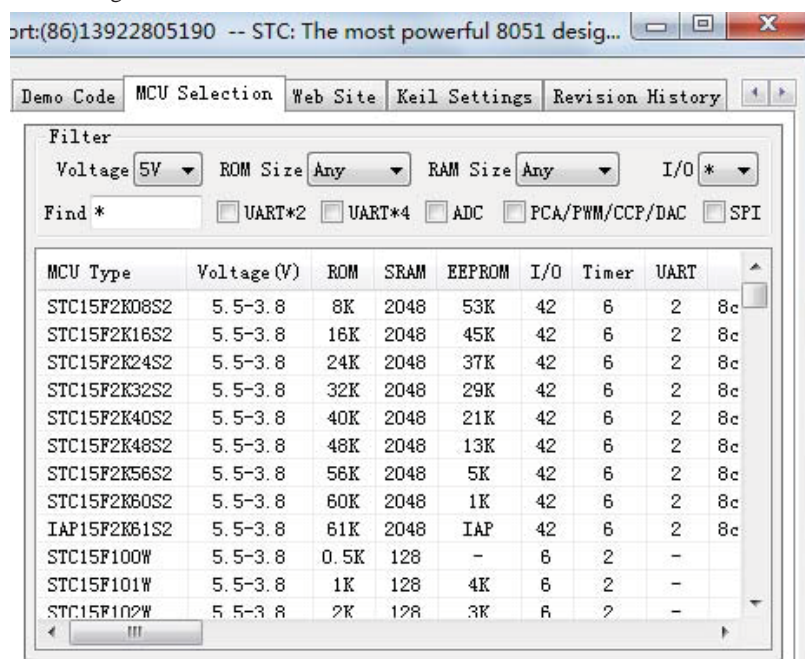 ort:(86)13922805190 -- STC: The most powerful 8051 desig...
Demo Code MCU Selection Web Site Keil Settings Revision History
Filter
Voltage 5V ROM Size Any RAM Size Any I/O *
Find * UART*2 UART*4 ADC PCA/PWM/CCP/DAC SPI
MCU Type Voltage(V) ROM SRAM EEPROM I/O Timer UART
STC15F2K08S2 5.5-3.8 8K 2048 53K 42 6 2 8c
STC15F2K16S2 5.5-3.8 16K 2048 45K 42 6 2 8c
STC15F2K24S2 5.5-3.8 24K 2048 37K 42 6 2 8c
STC15F2K32S2 5.5-3.8 32K 2048 29K 42 6 2 8c
STC15F2K40S2 5.5-3.8 40K 2048 21K 42 6 2 8c
STC15F2K48S2 5.5-3.8 48K 2048 13K 42 6 2 8c
STC15F2K56S2 5.5-3.8 56K 2048 5K 42 6 2 8c
STC15F2K60S2 5.5-3.8 60K 2048 1K 42 6 2 8c
IAP15F2K61S2 5.5-3.8 61K 2048 IAP 42 6 2 8c
STC15F100W 5.5-3.8 0.5K 128 - 6 2 -
STC15F101W 5.5-3.8 1K 128 4K 6 2 -
STC15F102W 5.5-3.8 2K 128 3K 6 2 -